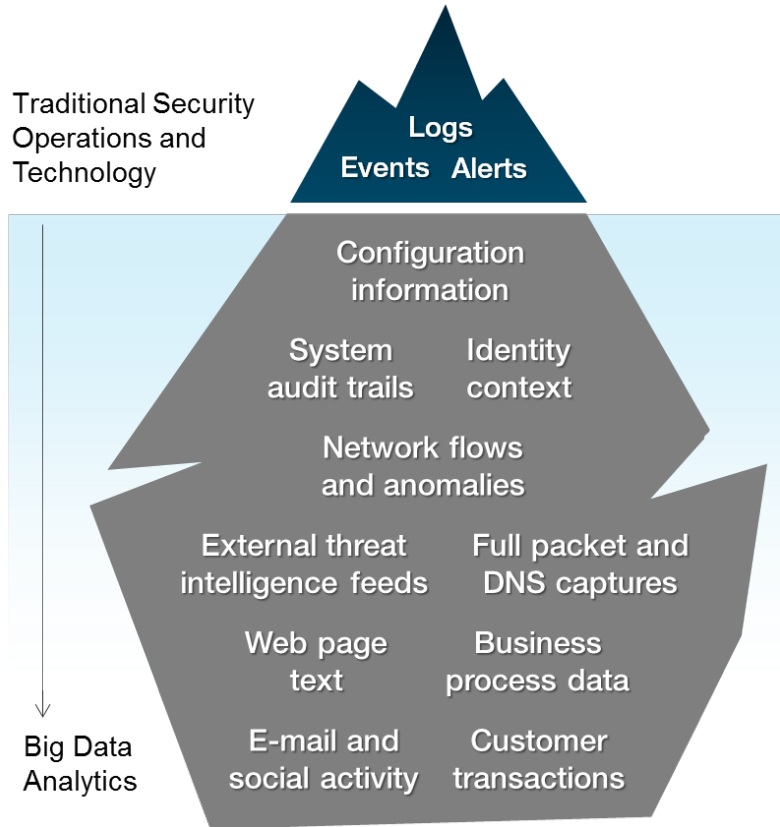 Traditional Security
Operations and
Technology
Logs
Events Alerts
Configuration
information
System
audit trails
Identity
context
Network flows
and anomalies
External threat
intelligence feeds
Full packet and
DNS captures
Web page
text
Business
process data
E-mail and
social activity
Customer
transactions
Big Data
Analytics